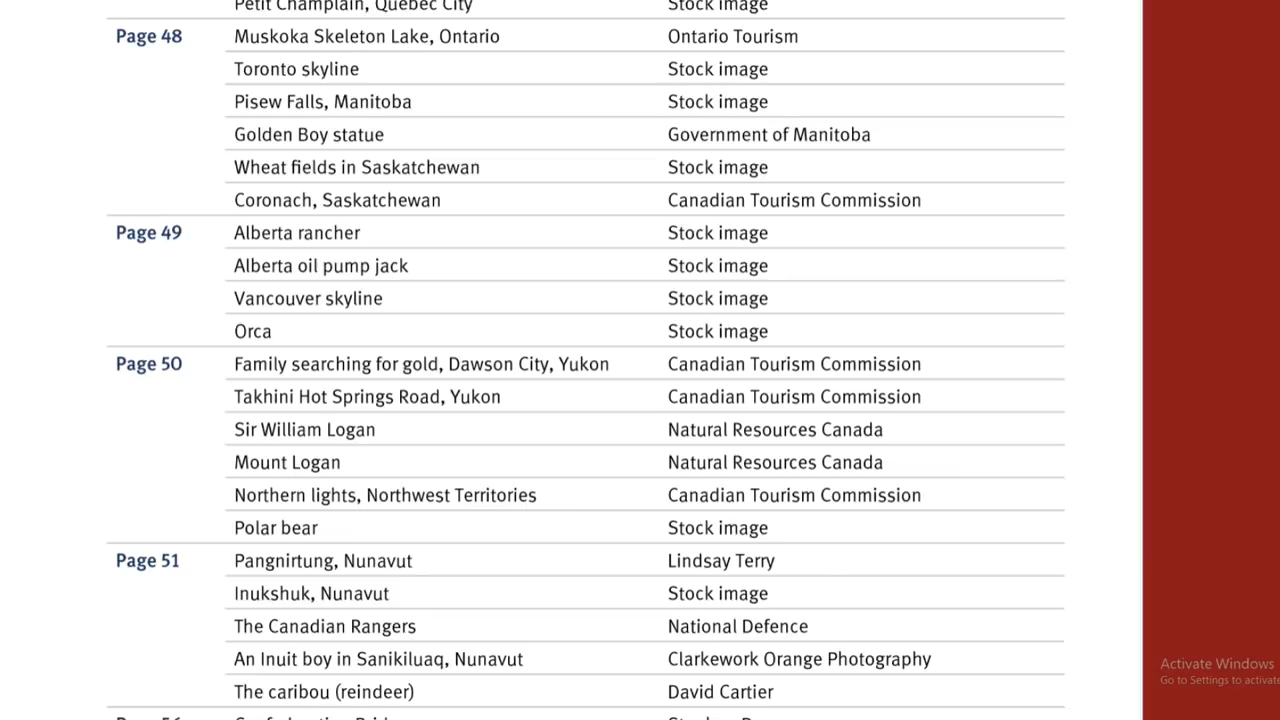 Petit Champlain, Quebec City Stock image
Page 48 Muskoka Skeleton Lake, Ontario Ontario Tourism
Toronto skyline Stock image
Pisew Falls, Manitoba Stock image
Golden Boy statue Government of Manitoba
Wheat fields in Saskatchewan Stock image
Coronach, Saskatchewan Canadian Tourism Commission
Page 49 Alberta rancher Stock image
Alberta oil pump jack Stock image
Vancouver skyline Stock image
Orca Stock image
Page 50 Family searching for gold, Dawson City, Yukon Canadian Tourism Commission
Takhini Hot Springs Road, Yukon Canadian Tourism Commission
Sir William Logan Natural Resources Canada
Mount Logan Natural Resources Canada
Northern lights, Northwest Territories Canadian Tourism Commission
Polar bear Stock image
Page 51 Pangnirtung, Nunavut Lindsay Terry
Inukshuk, Nunavut Stock image
The Canadian Rangers National Defence
An Inuit boy in Sanikiluaq, Nunavut Clarkework Orange Photography
The caribou (reindeer) David Cartier
Activate Windows
Go to Settings to activate